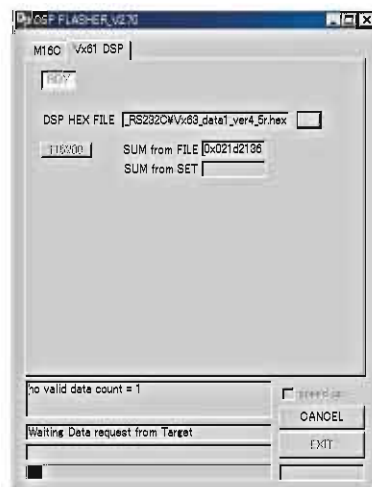 DSP FLASHER_V2.70
M16C Vx61 DSP
RDY
DSP HEX FILE _RS232C¥Vx63_data1_ver4_5r.hex
115200 SUM from FILE 0x021d2136
SUM from SET
no valid data count = 1
CANCEL
Waiting Data request from Target
EXIT